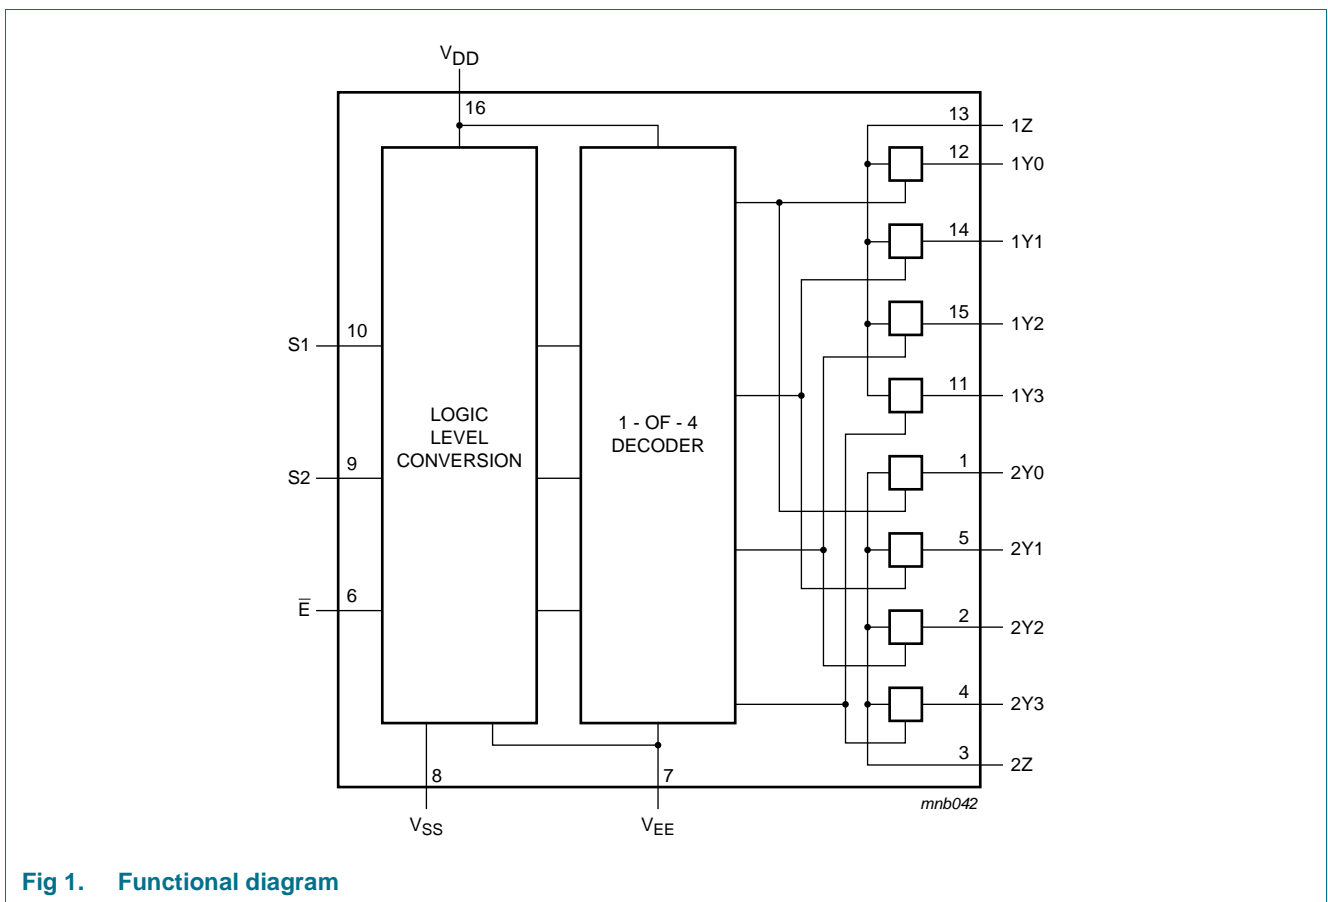 VDD
16
13 1Z
12 1Y0
14 1Y1
10
S1
15 1Y2
11 1Y3
LOGIC
LEVEL
CONVERSION
1 - OF - 4
DECODER
9
S2
1 2Y0
5 2Y1
6
E̅
2 2Y2
4 2Y3
3 2Z
8
7
mnb042
VSS
VEE
Fig 1. Functional diagram